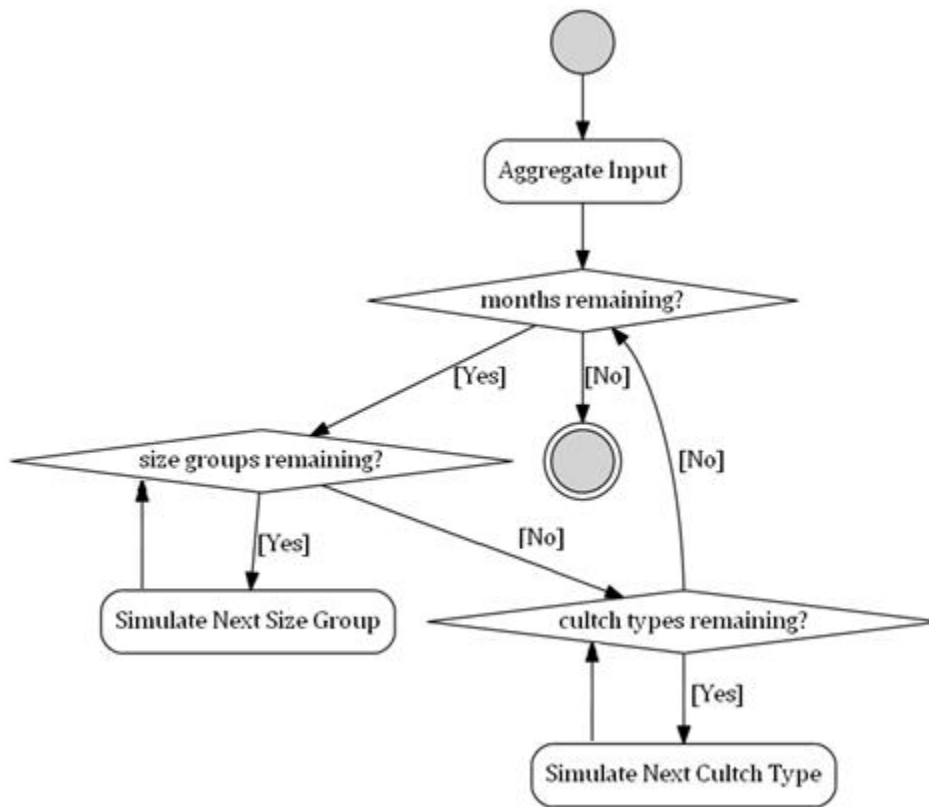 Aggregate Input
months remaining?
[Yes]
[No]
size groups remaining?
[No]
[Yes]
[No]
Simulate Next Size Group
cultch types remaining?
[Yes]
Simulate Next Cultch Type